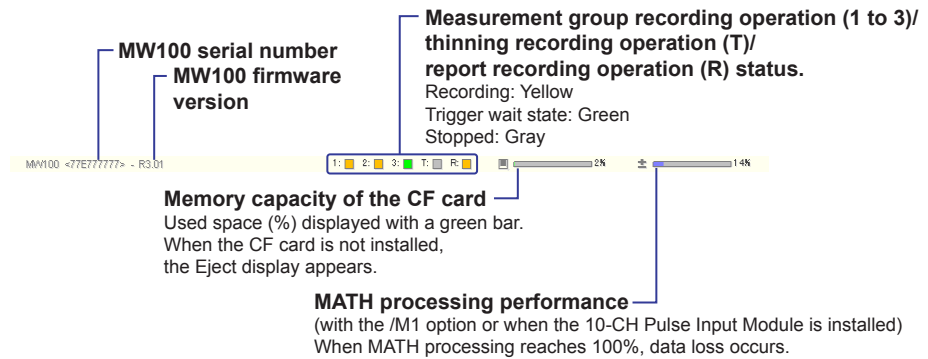 Measurement group recording operation (1 to 3)/
thinning recording operation (T)/
report recording operation (R) status.
Recording: Yellow
Trigger wait state: Green
Stopped: Gray
MW100 serial number
MW100 firmware
version
MW100 <77E777777> - R3.01 1: 2: 3: T: R: 2% 14%
Memory capacity of the CF card
Used space (%) displayed with a green bar.
When the CF card is not installed,
the Eject display appears.
MATH processing performance
(with the /M1 option or when the 10-CH Pulse Input Module is installed)
When MATH processing reaches 100%, data loss occurs.